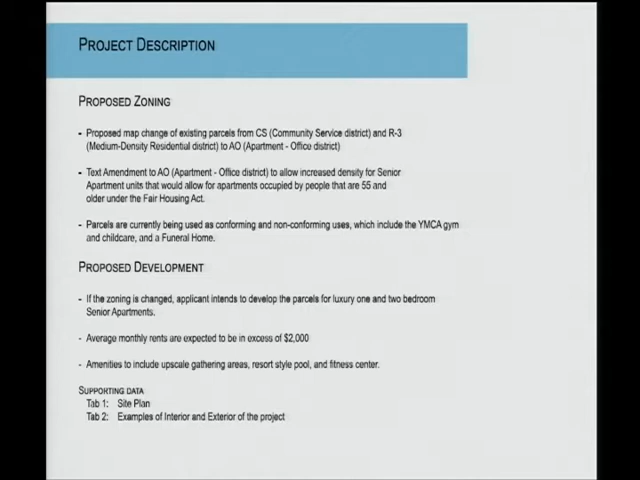 PROJECT DESCRIPTION
PROPOSED ZONING
- Proposed map change of existing parcels from CS (Community Service district) and R-3
(Medium-Density Residential district) to AO (Apartment - Office district)
- Text Amendment to AO (Apartment - Office district) to allow increased density for Senior
Apartment units that would allow for apartments occupied by people that are 55 and
older under the Fair Housing Act.
- Parcels are currently being used as conforming and non-conforming uses, which include the YMCA gym
and childcare, and a Funeral Home.
PROPOSED DEVELOPMENT
- If the zoning is changed, applicant intends to develop the parcels for luxury one and two bedroom
Senior Apartments.
- Average monthly rents are expected to be in excess of $2,000
- Amenities to include upscale gathering areas, resort style pool, and fitness center.
SUPPORTING DATA
Tab 1: Site Plan
Tab 2: Examples of Interior and Exterior of the project